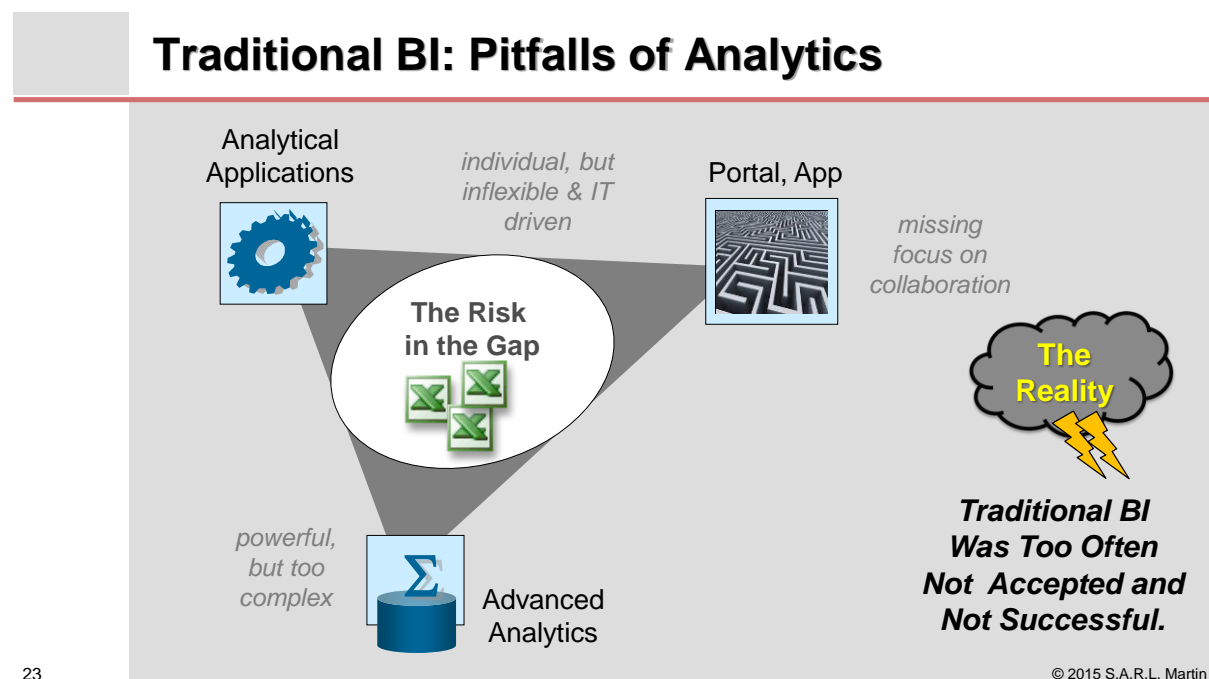 Traditional BI: Pitfalls of Analytics
Analytical
Applications
individual, but
inflexible & IT
driven
Portal, App
missing
focus on
collaboration
The Risk
in the Gap
The
Reality
powerful,
but too
complex
Σ
Advanced
Analytics
Traditional BI
Was Too Often
Not Accepted and
Not Successful.
23
© 2015 S.A.R.L. Martin